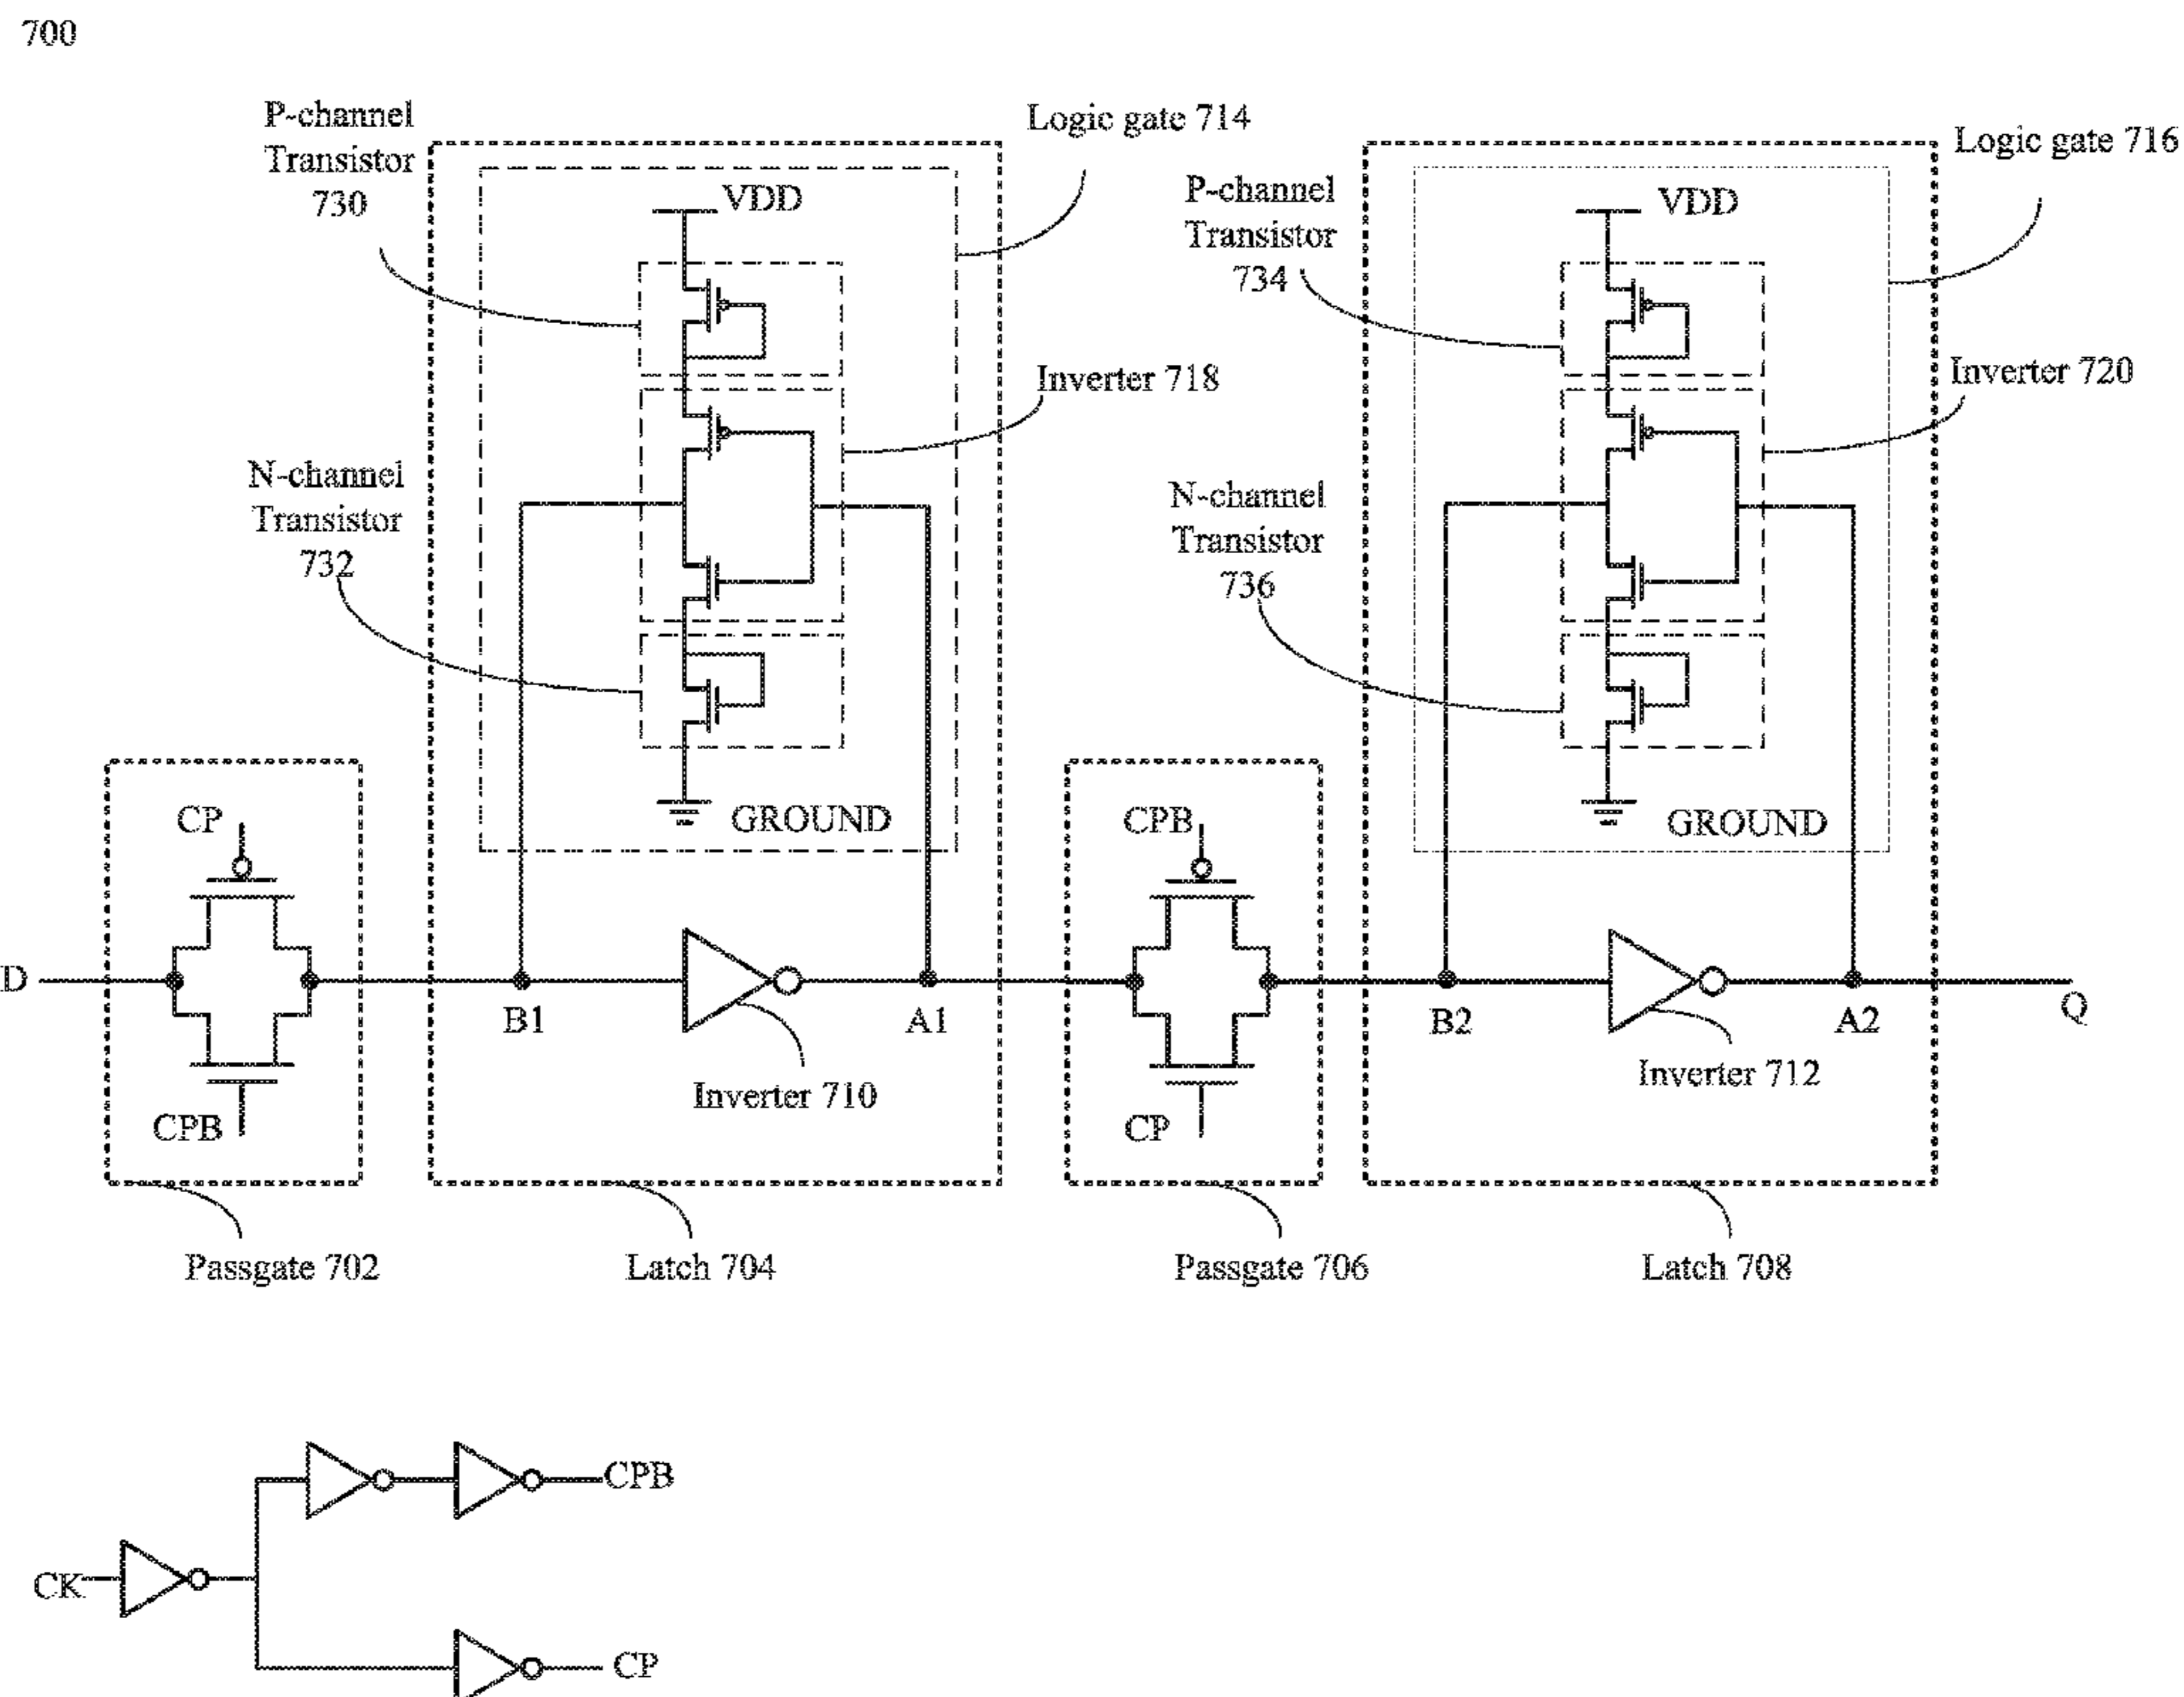 700
P-channel
Transistor
730
Logic gate 714
Logic gate 716
VDD
P-channel
Transistor
734
VDD
Inverter 718
Inverter 720
N-channel
Transistor
732
N-channel
Transistor
736
GROUND
GROUND
CP
CPB
D
B1
A1
B2
A2
Q
Inverter 710
Inverter 712
CPB
CP
Passgate 702
Latch 704
Passgate 706
Latch 708
CPB
CK
CP